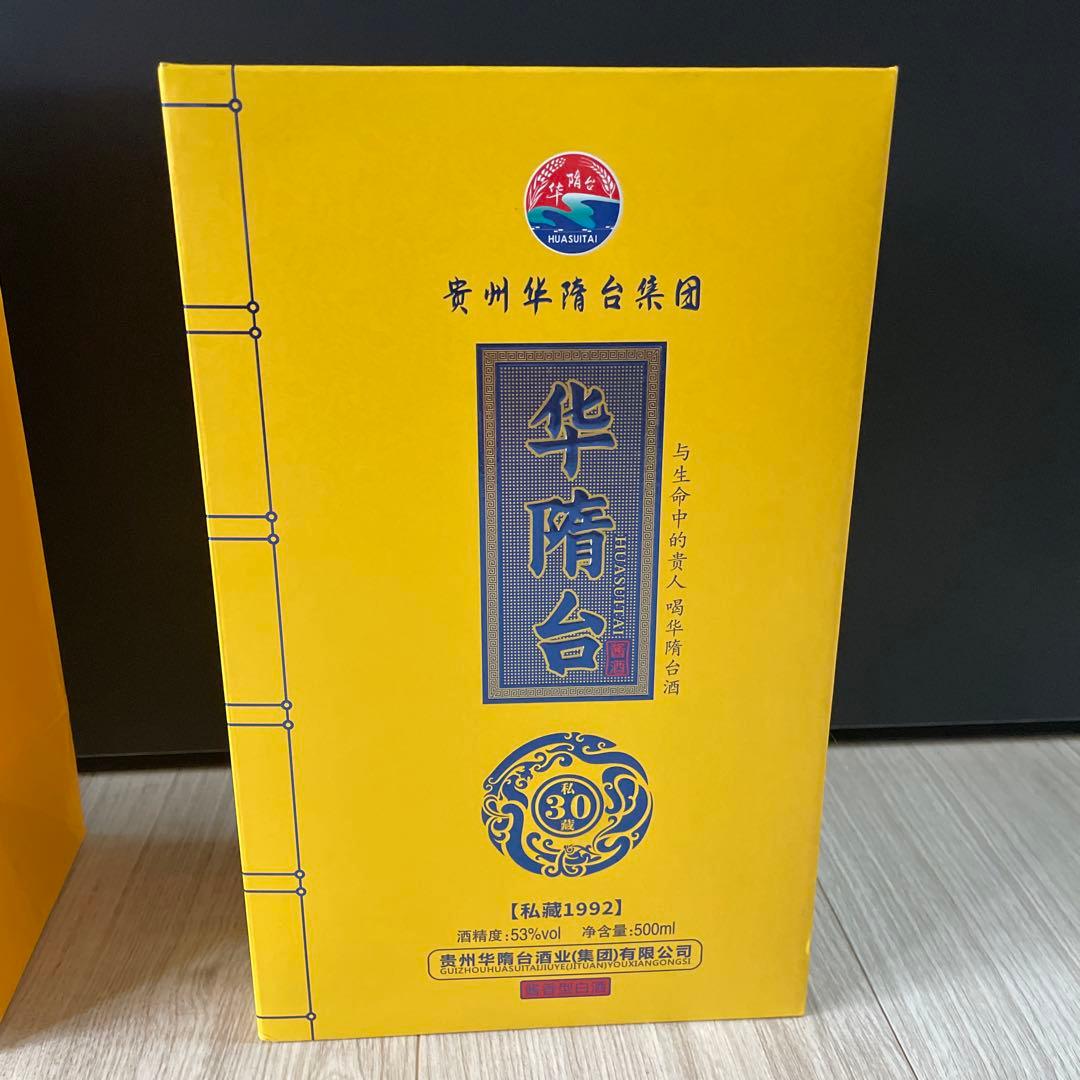 华隋台
HUASUITAI
贵州华隋台集团
华隋台
HUASUITAI
酱酒
与生命中的贵人 喝华隋台酒
私
30
藏
【私藏1992】
酒精度:53%vol 净含量:500ml
贵州华隋台酒业(集团)有限公司
GUIZHOUHUASUITAIJIUYE(JITUAN)YOUXIANGONGSI
酱香型白酒